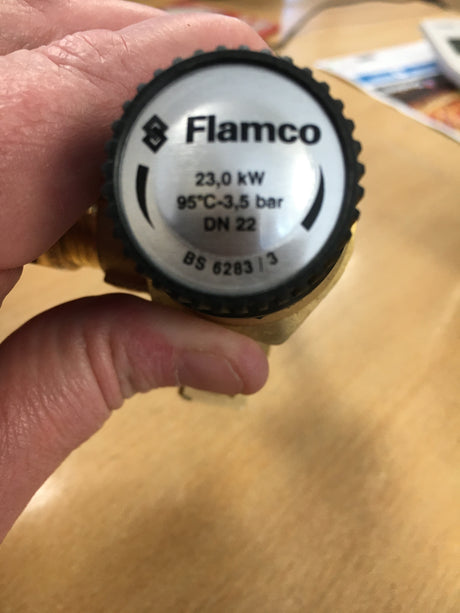 Flamco
23,0 kW
95°C-3,5 bar
DN 22
BS 6283/3